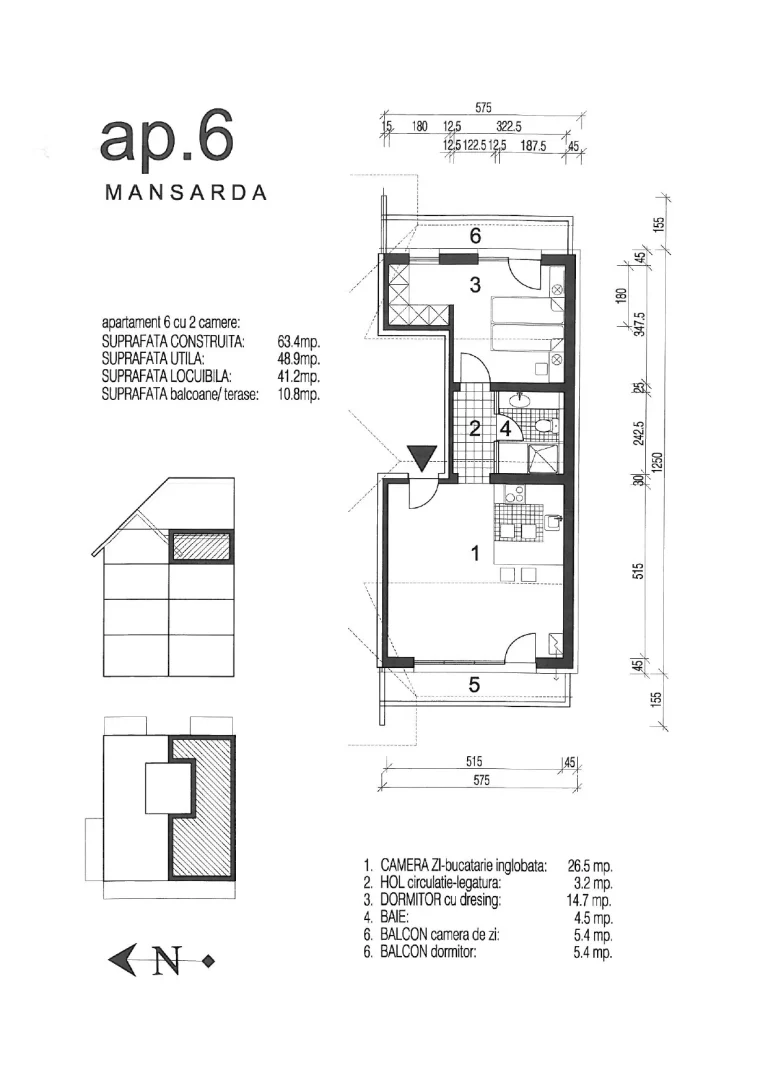 ap.6
MANSARDA
apartament 6 cu 2 camere:
SUPRAFATA CONSTRUITA: 63.4mp.
SUPRAFATA UTILA: 48.9mp.
SUPRAFATA LOCUIBILA: 41.2mp.
SUPRAFATA balcoane/ terase: 10.8mp.
575
15 180 12,5 322.5
12,5 122.5 12,5 187.5 45
6
3
2
4
1
5
155
45
180
347.5
25
242.5
1250
30
515
45
155
515 45
575
1. CAMERA ZI-bucatarie inglobata: 26.5 mp.
2. HOL circulatie-legatura: 3.2 mp.
3. DORMITOR cu dresing: 14.7 mp.
4. BAIE: 4.5 mp.
6. BALCON camera de zi: 5.4 mp.
6. BALCON dormitor: 5.4 mp.
N